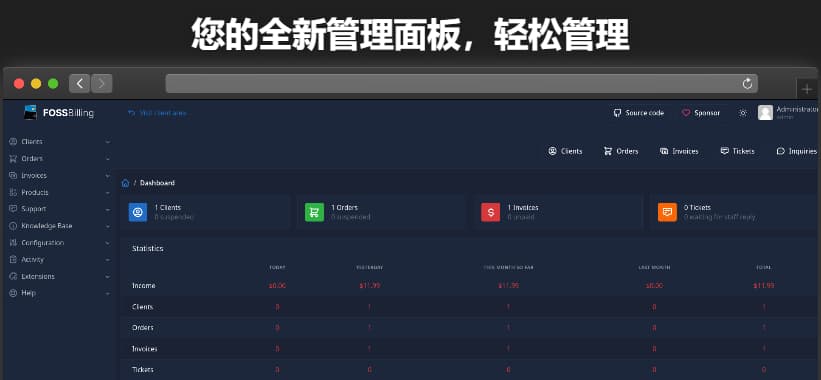 您的全新管理面板，轻松管理
FOSSBilling
Visit client area
Source code
Sponsor
Administrator
admin
Clients
Orders
Invoices
Tickets
Inquiries
Clients
Orders
Invoices
Products
Support
Knowledge Base
Configuration
Activity
Extensions
Help
/ Dashboard
1 Clients
0 suspended
1 Orders
0 suspended
1 Invoices
0 unpaid
0 Tickets
0 waiting for staff reply
Statistics
TODAY YESTERDAY THIS MONTH SO FAR LAST MONTH TOTAL
Income $0.00 $11.99 $11.99 $0.00 $11.99
Clients 0 1 1 0 1
Orders 0 1 1 0 1
Invoices 0 1 1 0 1
Tickets 0 0 0 0 0